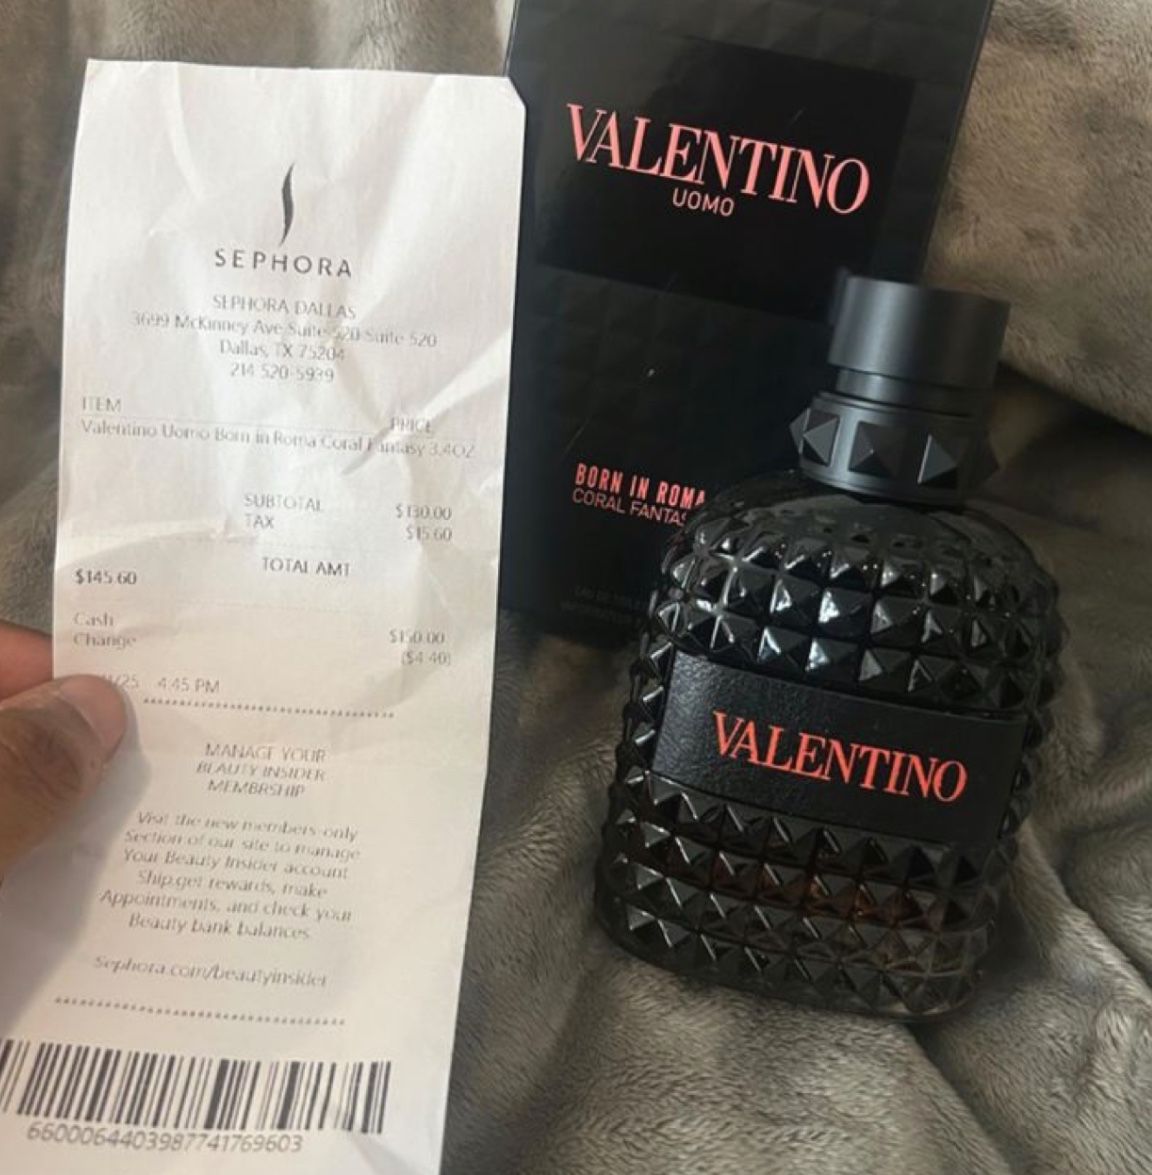 SEPHORA
SEPHORA DALLAS
3699 McKinney Ave Suite 520 Suite 520
Dallas, TX 75204
214 520-5939
ITEM PRICE
Valentino Uomo Born in Roma Coral Fantasy 3.4OZ
SUBTOTAL $130.00
TAX $15.60
TOTAL AMT
$145.60
Cash $150.00
Change ($4.40)
/25 4:45 PM
MANAGE YOUR
BEAUTY INSIDER
MEMBRSHIP
Visit the new members-only
Section of our site to manage
Your Beauty Insider account
Ship,get rewards, make
Appointments, and check your
Beauty bank balances.
Sephora.com/beautyinsider
6600064403987741769603
VALENTINO
UOMO
BORN IN ROMA
CORAL FANTAS
VALENTINO